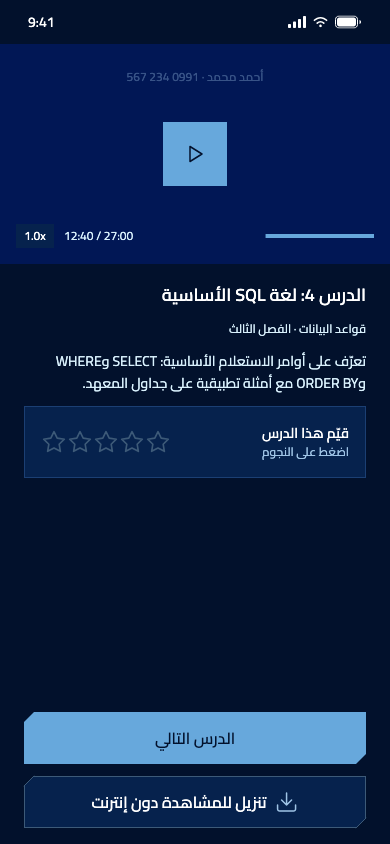 9:41
أحمد محمد · 0991 234 567
1.0x
12:40 / 27:00
الدرس 4: لغة SQL الأساسية
قواعد البيانات · الفصل الثالث
تعرّف على أوامر الاستعلام الأساسية: SELECT وWHERE
وORDER BY مع أمثلة تطبيقية على جداول المعهد.
قيّم هذا الدرس
اضغط على النجوم
الدرس التالي
تنزيل للمشاهدة دون إنترنت